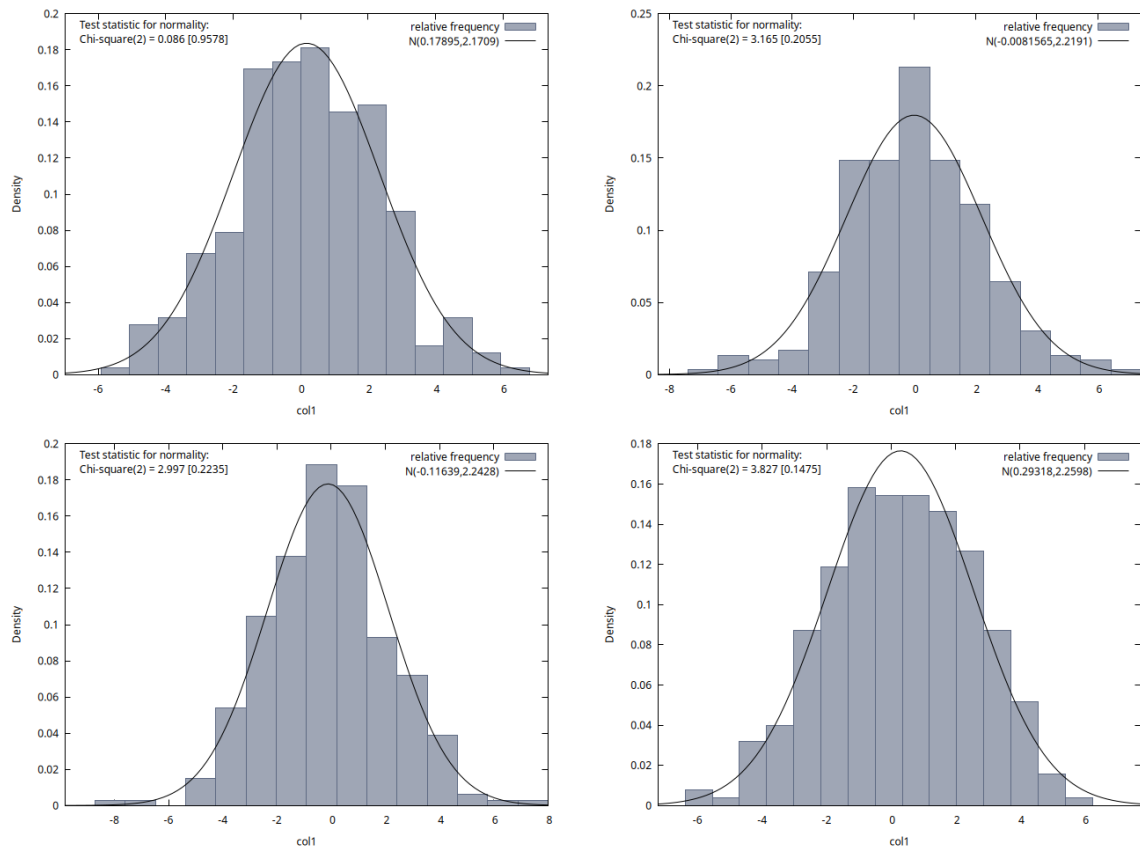 Test statistic for normality:
Chi-square(2) = 0.086 [0.9578]
relative frequency
N(0.17895,2.1709)
0.2
0.18
0.16
0.14
0.12
0.1
0.08
0.06
0.04
0.02
0
Density
-6
-4
-2
0
2
4
6
col1
Test statistic for normality:
Chi-square(2) = 3.165 [0.2055]
relative frequency
N(-0.0081565,2.2191)
0.25
0.2
0.15
0.1
0.05
0
Density
-8
-6
-4
-2
0
2
4
6
col1
Test statistic for normality:
Chi-square(2) = 2.997 [0.2235]
relative frequency
N(-0.11639,2.2428)
0.2
0.18
0.16
0.14
0.12
0.1
0.08
0.06
0.04
0.02
0
Density
-8
-6
-4
-2
0
2
4
6
8
col1
Test statistic for normality:
Chi-square(2) = 3.827 [0.1475]
relative frequency
N(0.29318,2.2598)
0.18
0.16
0.14
0.12
0.1
0.08
0.06
0.04
0.02
0
Density
-6
-4
-2
0
2
4
6
col1